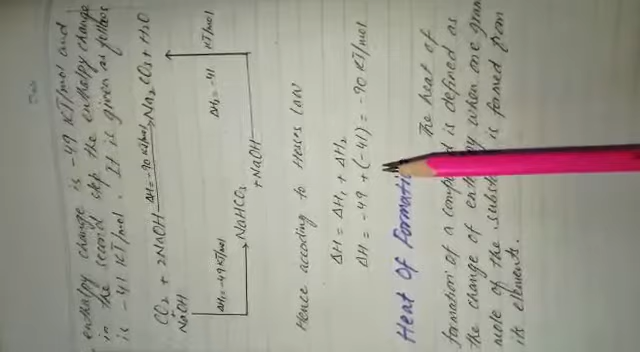 enthalpy change is -49 KJ/mol and
in the second step the enthalpy change
is -41 KJ/mol. It is given as follows
CO2 + 2NaOH ΔH=-90 KJ/mol Na2CO3 + H2O
+
NaOH
ΔH1=-49 KJ/mol ΔH2=-41 KJ/mol
NaHCO3 + NaOH
Hence according to Hess's Law
ΔH = ΔH1 + ΔH2
ΔH = -49 + (-41) = -90 KJ/mol
Heat Of Formati The heat of
formation of a comp is defined as
the change of ent when one gram
mole of the subst is formed from
its elements.